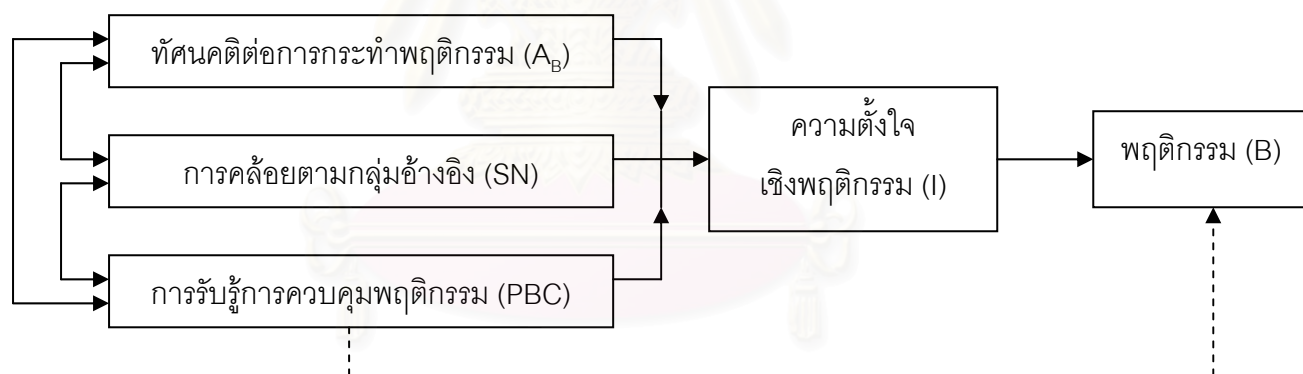 ทัศนคติต่อการกระทำพฤติกรรม (AB)
การคล้อยตามกลุ่มอ้างอิง (SN)
การรับรู้การควบคุมพฤติกรรม (PBC)
ความตั้งใจ
เชิงพฤติกรรม (I)
พฤติกรรม (B)